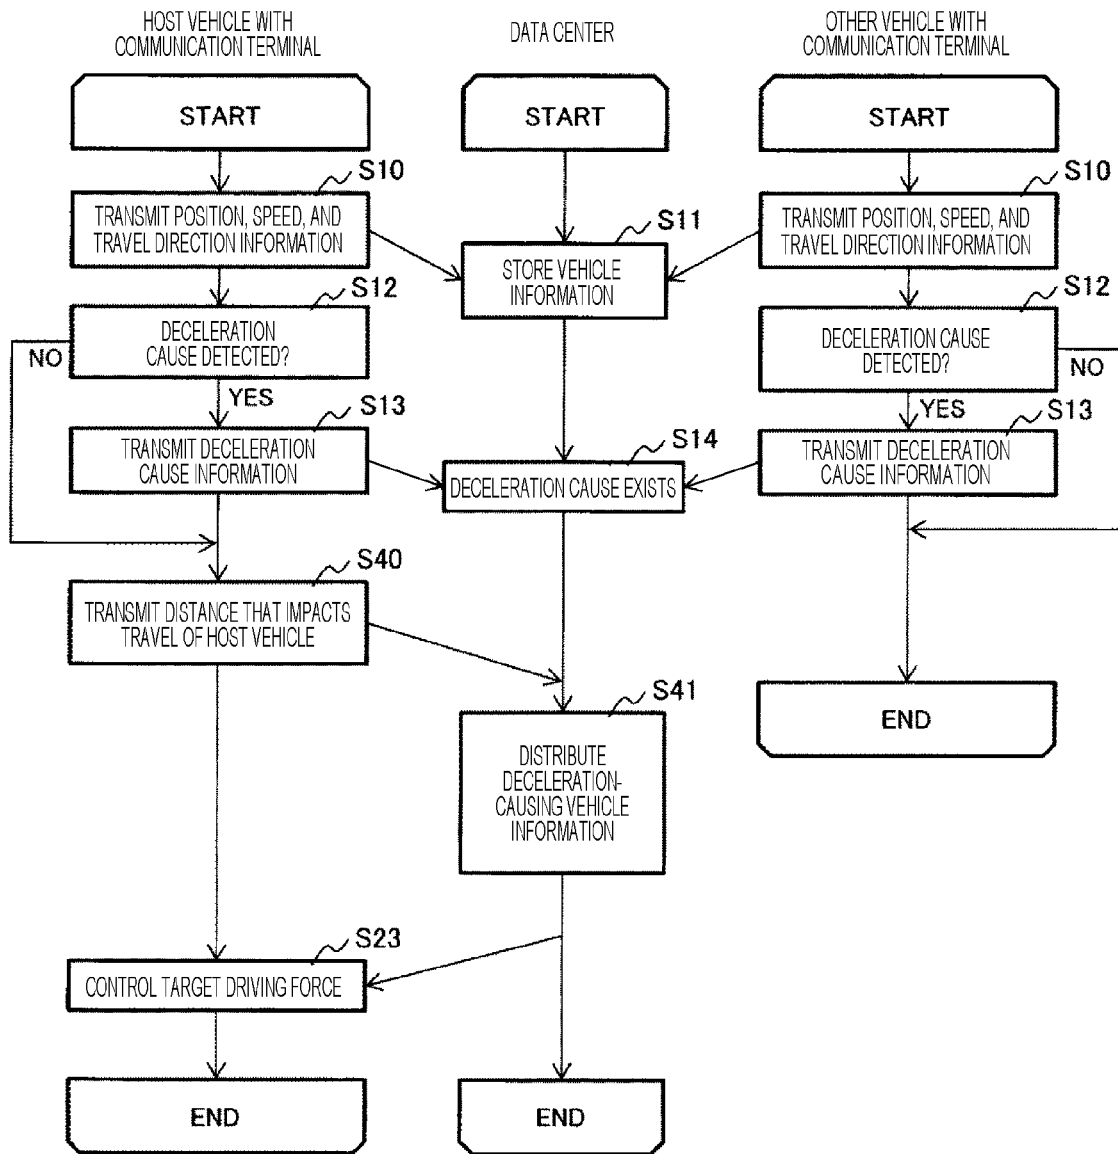 HOST VEHICLE WITH
COMMUNICATION TERMINAL
DATA CENTER
OTHER VEHICLE WITH
COMMUNICATION TERMINAL
START
START
START
S10
TRANSMIT POSITION, SPEED, AND
TRAVEL DIRECTION INFORMATION
S11
STORE VEHICLE
INFORMATION
S10
TRANSMIT POSITION, SPEED, AND
TRAVEL DIRECTION INFORMATION
S12
DECELERATION
CAUSE DETECTED?
NO
YES
S12
DECELERATION CAUSE
DETECTED?
NO
YES
S13
TRANSMIT DECELERATION
CAUSE INFORMATION
S14
DECELERATION CAUSE EXISTS
S13
TRANSMIT DECELERATION
CAUSE INFORMATION
S40
TRANSMIT DISTANCE THAT IMPACTS
TRAVEL OF HOST VEHICLE
S41
DISTRIBUTE
DECELERATION-
CAUSING VEHICLE
INFORMATION
END
S23
CONTROL TARGET DRIVING FORCE
END
END